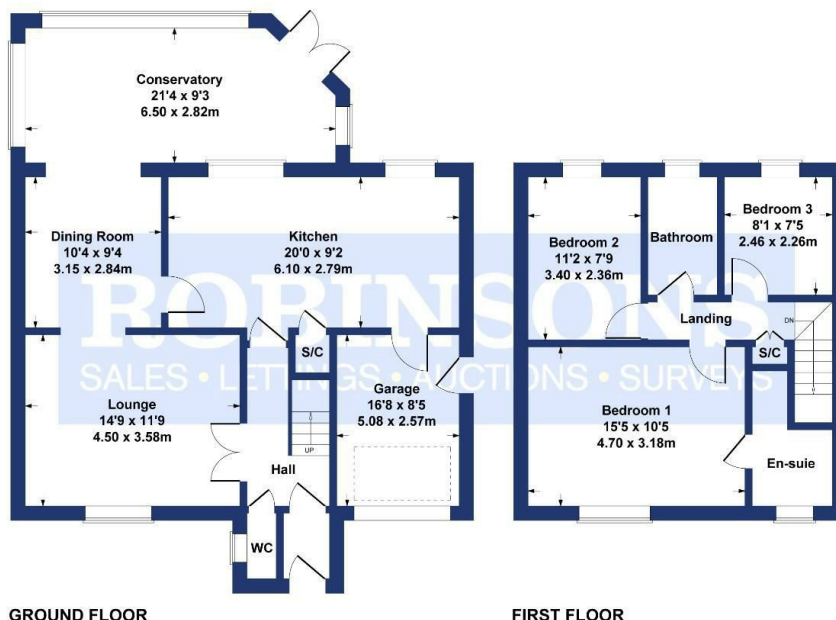 Conservatory
21'4 x 9'3
6.50 x 2.82m
Dining Room
10'4 x 9'4
3.15 x 2.84m
Kitchen
20'0 x 9'2
6.10 x 2.79m
S/C
Lounge
14'9 x 11'9
4.50 x 3.58m
Garage
16'8 x 8'5
5.08 x 2.57m
UP
Hall
WC
GROUND FLOOR
Bedroom 2
11'2 x 7'9
3.40 x 2.36m
Bathroom
Bedroom 3
8'1 x 7'5
2.46 x 2.26m
Landing
DN
S/C
Bedroom 1
15'5 x 10'5
4.70 x 3.18m
En-suie
FIRST FLOOR
ROBINSONS
SALES • LETTINGS • AUCTIONS • SURVEYS